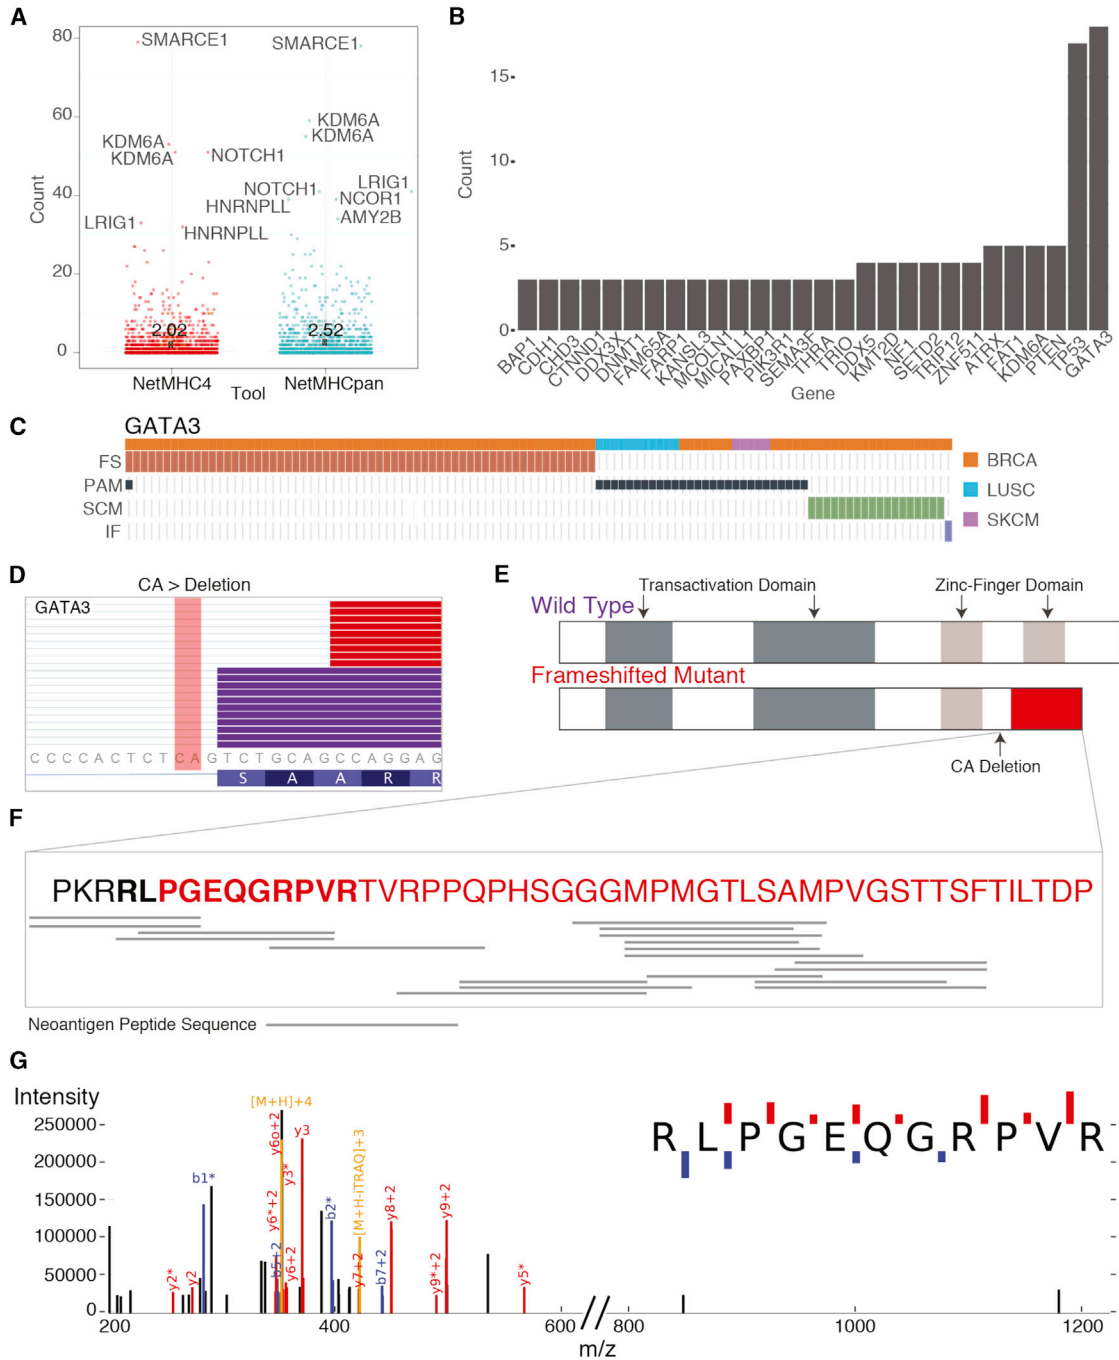 A
80
60
40
20
0
Count
SMARCE1
SMARCE1
KDM6A
KDM6A
KDM6A
KDM6A
NOTCH1
NOTCH1
LRIG1
NCOR1
HNRNPLL
AMY2B
LRIG1
HNRNPLL
2.02
2.52
NetMHC4
NetMHCpan
Tool
B
15
10
5
0
Count
BAP1
CDH1
CHD3
CTNND1
DDX3X
DNMT1
FAM65A
FARP1
KANSL3
MCOLN1
MICALL1
PAXBP1
PIK3R1
SEMA3F
THRA
TRIO
DDX5
KMT2D
NF1
SETD2
TRIP12
ZNF511
ATRX
FAT1
KDM6A
PTEN
TP53
GATA3
Gene
C
GATA3
FS
PAM
SCM
IF
BRCA
LUSC
SKCM
D
CA > Deletion
GATA3
C C C C A C T C T C A G T C T G C A G C C A G G A G
S A A R R
E
Transactivation Domain
Zinc-Finger Domain
Wild Type
Frameshifted Mutant
CA Deletion
F
PKRRRLPGEQGRPVRTVRPPQPHSGGGMPMGTLSAMPVGSTTSFTILTDP
Neoantigen Peptide Sequence
G
Intensity
250000
200000
150000
100000
50000
0
y2*
y2
b1*
y6*+2
b5+2
[M+H]+4
y6o+2
y3*
y6+2
y3
b2*
[M+H-iTRAQ]+3
y7+2
b7+2
y8+2
y9*+2
y9+2
y5*
R L P G E Q G R P V R
200
400
600
800
1000
1200
m/z